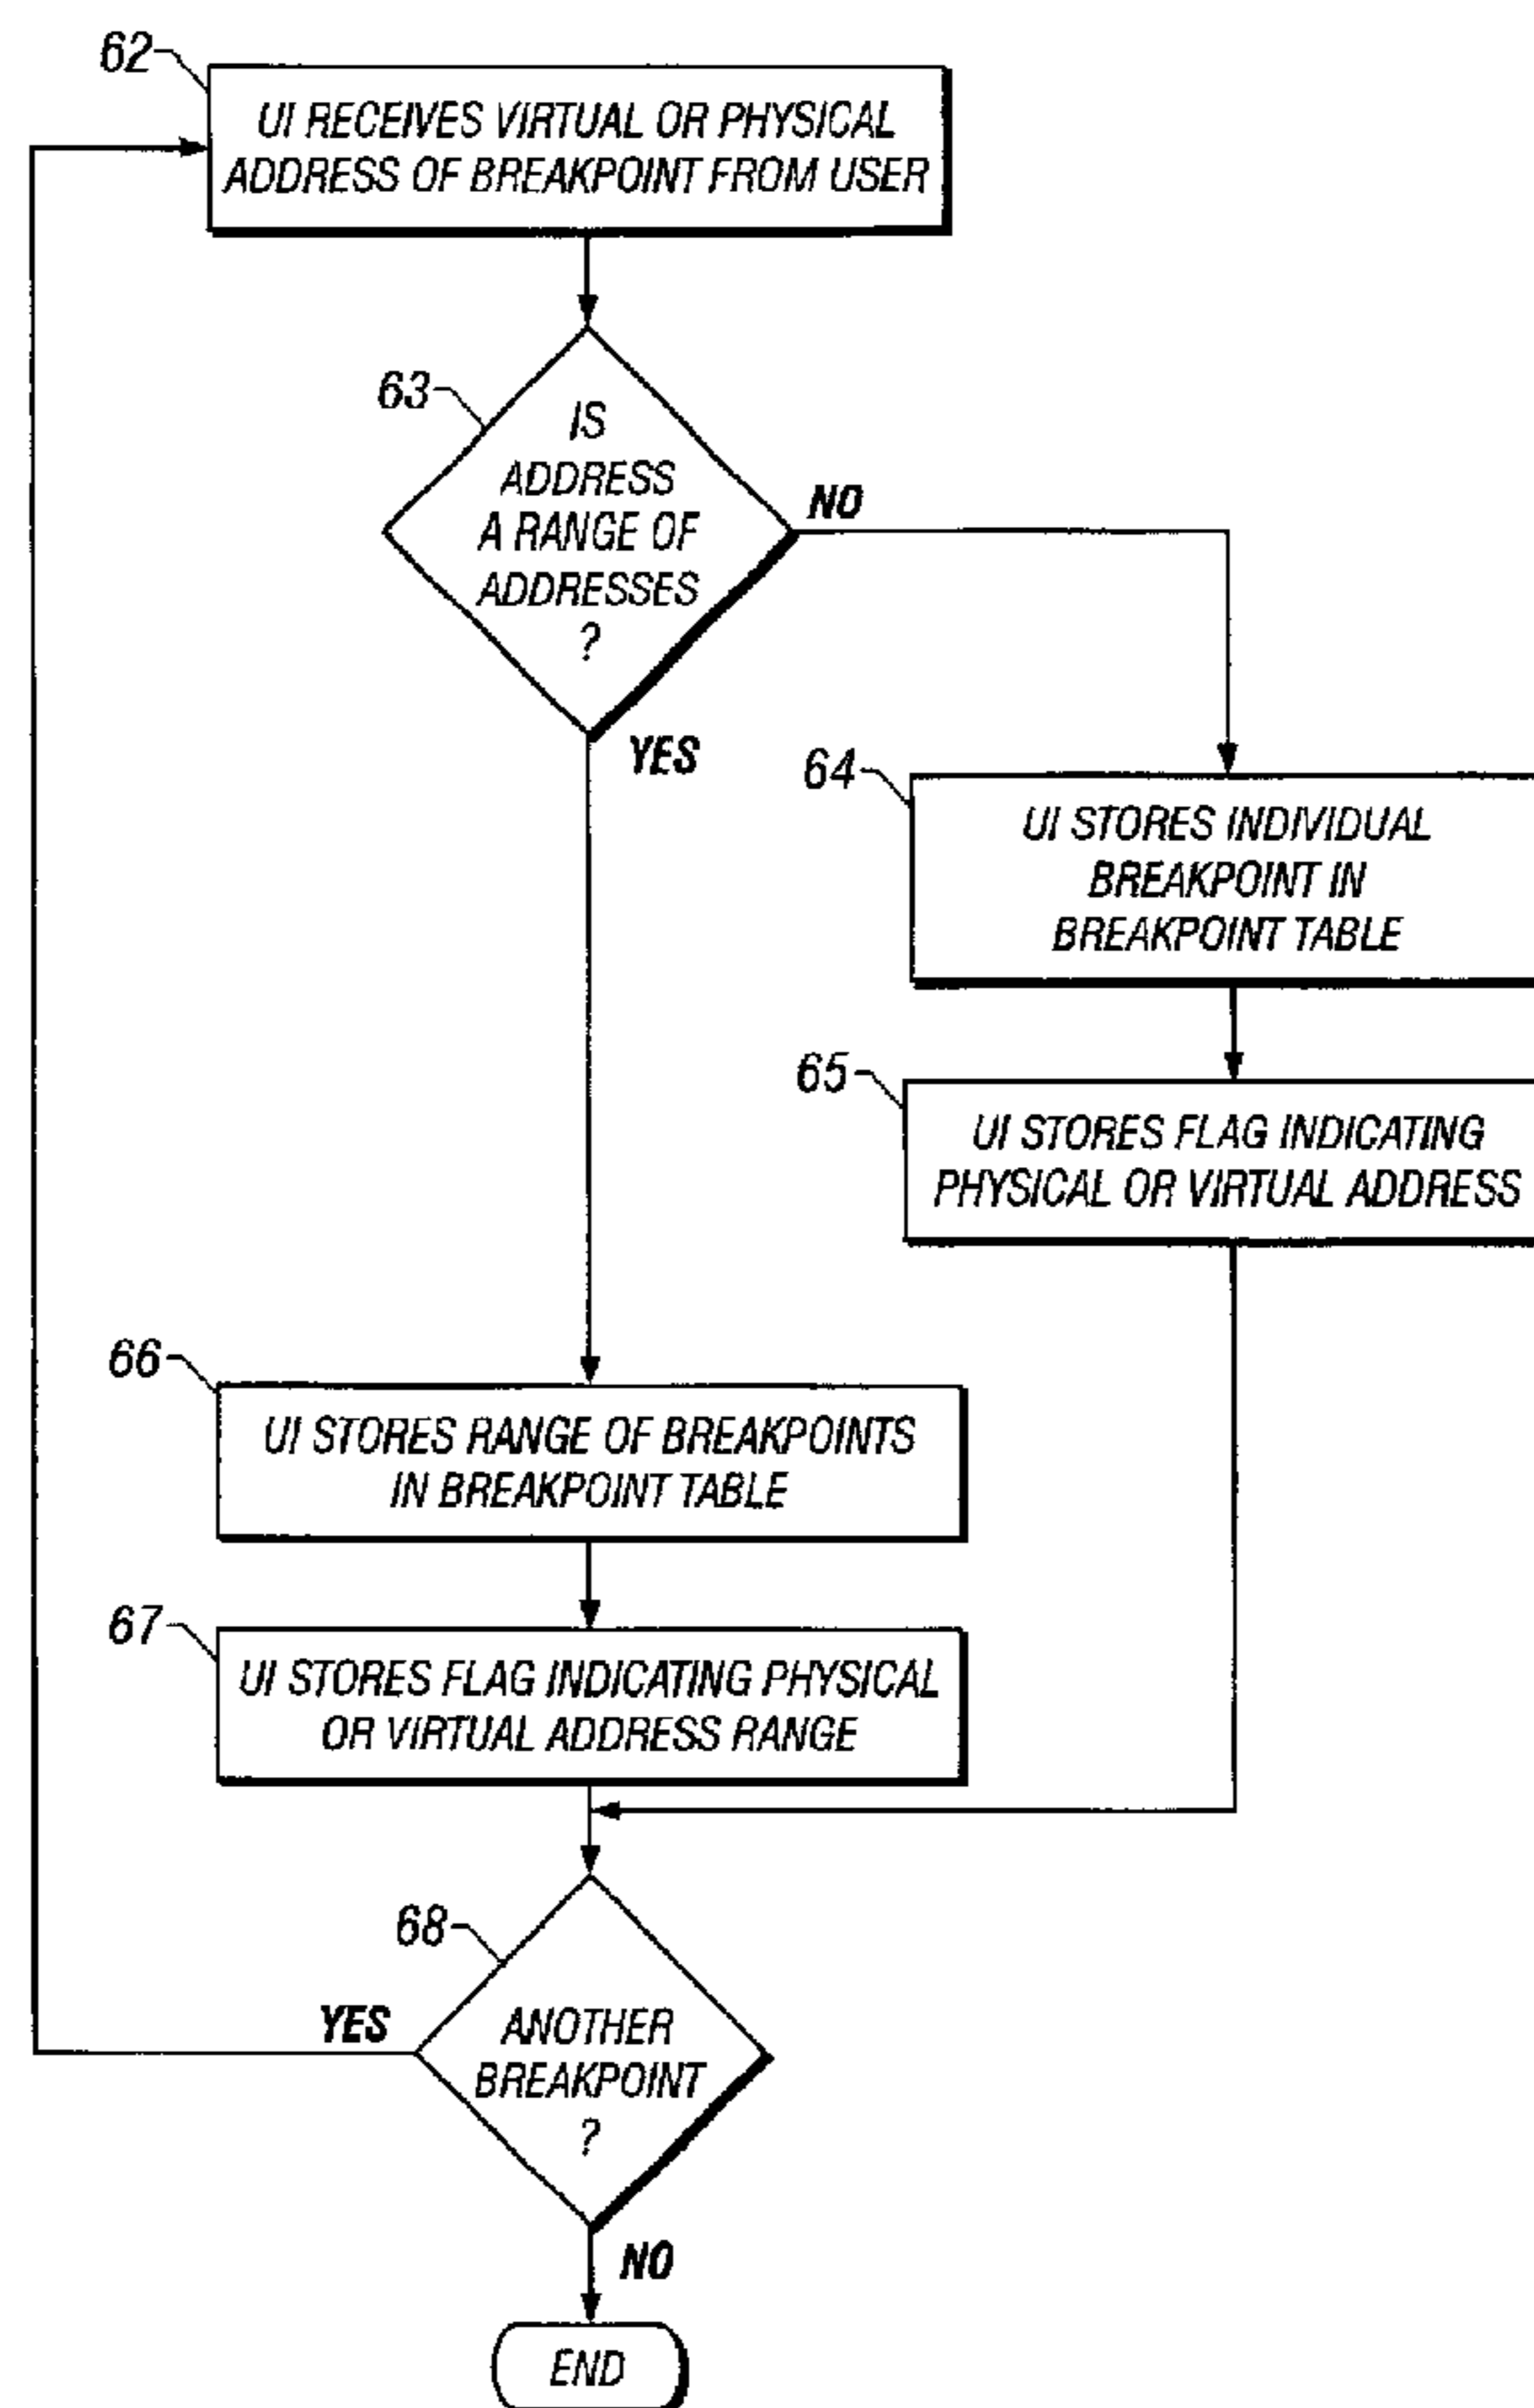 62
UI RECEIVES VIRTUAL OR PHYSICAL
ADDRESS OF BREAKPOINT FROM USER
63
IS
ADDRESS
A RANGE OF
ADDRESSES
?
NO
YES
64
UI STORES INDIVIDUAL
BREAKPOINT IN
BREAKPOINT TABLE
65
UI STORES FLAG INDICATING
PHYSICAL OR VIRTUAL ADDRESS
66
UI STORES RANGE OF BREAKPOINTS
IN BREAKPOINT TABLE
67
UI STORES FLAG INDICATING PHYSICAL
OR VIRTUAL ADDRESS RANGE
68
YES
ANOTHER
BREAKPOINT
?
NO
END